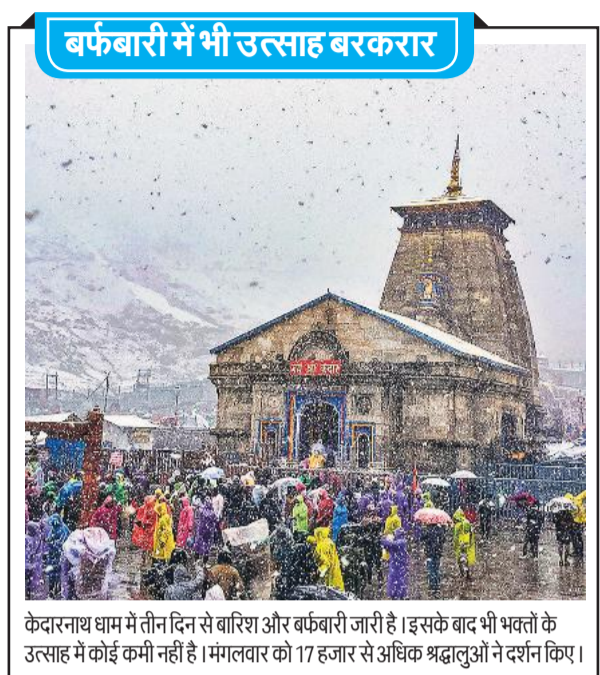 बर्फबारी में भी उत्साह बरकरार
केदारनाथ धाम में तीन दिन से बारिश और बर्फबारी जारी है । इसके बाद भी भक्तों के
उत्साह में कोई कमी नहीं है । मंगलवार को 17 हजार से अधिक श्रद्धालुओं ने दर्शन किए ।